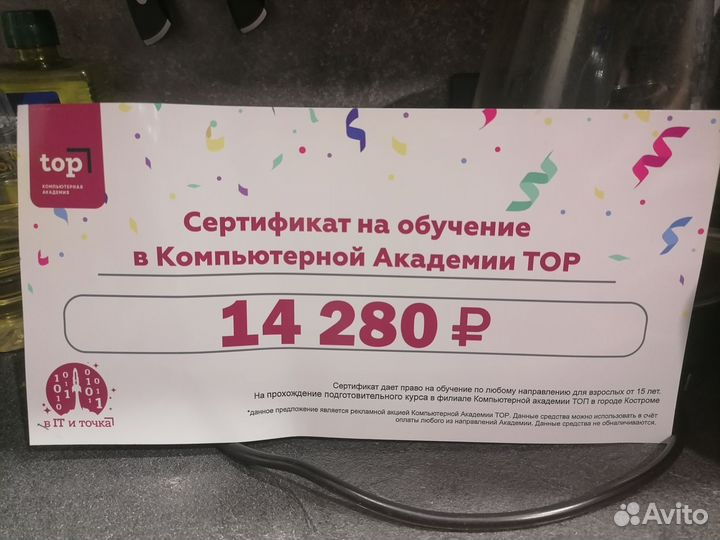 top
КОМПЬЮТЕРНАЯ
АКАДЕМИЯ
Сертификат на обучение
в Компьютерной Академии TOP
14 280 ₽
Сертификат дает право на обучение по любому направлению для взрослых от 15 лет.
На прохождение подготовительного курса в филиале Компьютерной академии ТОП в городе Костроме
*данное предложение является рекламной акцией Компьютерной Академии TOP. Данные средства можно использовать в счёт
оплаты любого из направлений Академии. Данные средства не обналичиваются.
в IT и точка!
Avito